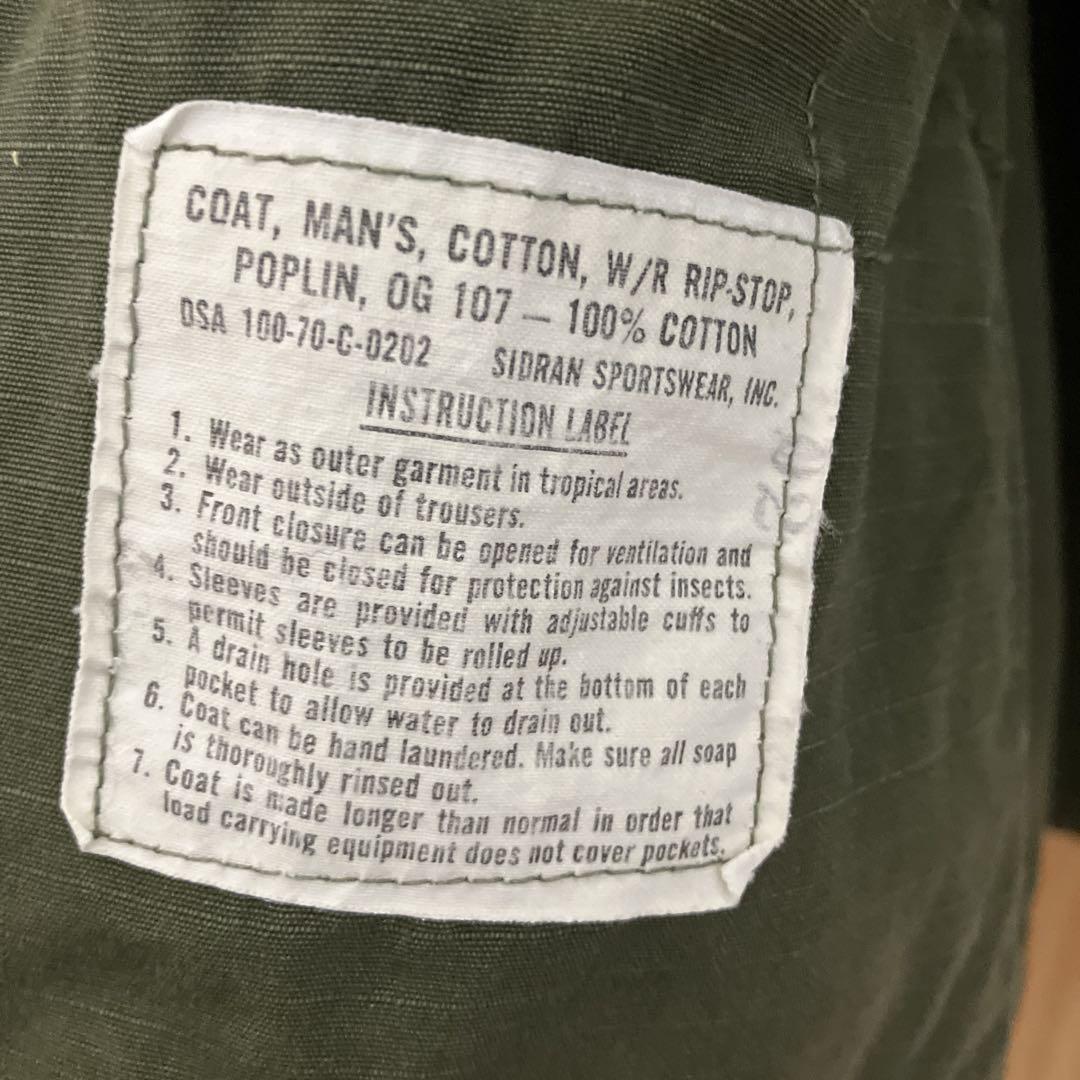 COAT, MAN'S, COTTON, W/R RIP-STOP,
POPLIN, OG 107 — 100% COTTON
DSA 100-70-C-0202 SIDRAN SPORTSWEAR, INC.
INSTRUCTION LABEL
1. Wear as outer garment in tropical areas.
2. Wear outside of trousers.
3. Front closure can be opened for ventilation and
should be closed for protection against insects.
4. Sleeves are provided with adjustable cuffs to
permit sleeves to be rolled up.
5. A drain hole is provided at the bottom of each
pocket to allow water to drain out.
6. Coat can be hand laundered. Make sure all soap
is thoroughly rinsed out.
7. Coat is made longer than normal in order that
load carrying equipment does not cover pockets.